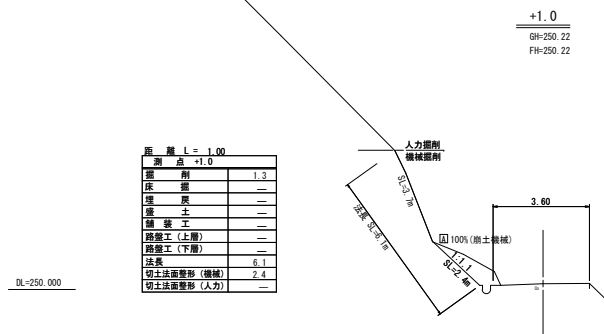 +1.0
GH=250.22
FH=250.22
距 離 L = 1.00
測 点 +1.0
掘 削 1.3
床 掘 —
埋 戻 —
盛 土 —
舗 装 工 —
路盤工(上層) —
路盤工(下層) —
法長 6.1
切土法面整形(機械) 2.4
切土法面整形(人力) —
DL=250.000
人力掘削
機械掘削
SL=3.7m
法長 SL=6.1m
A 100%(崩土機械)
1:1.1
SL=2.4m
3.60